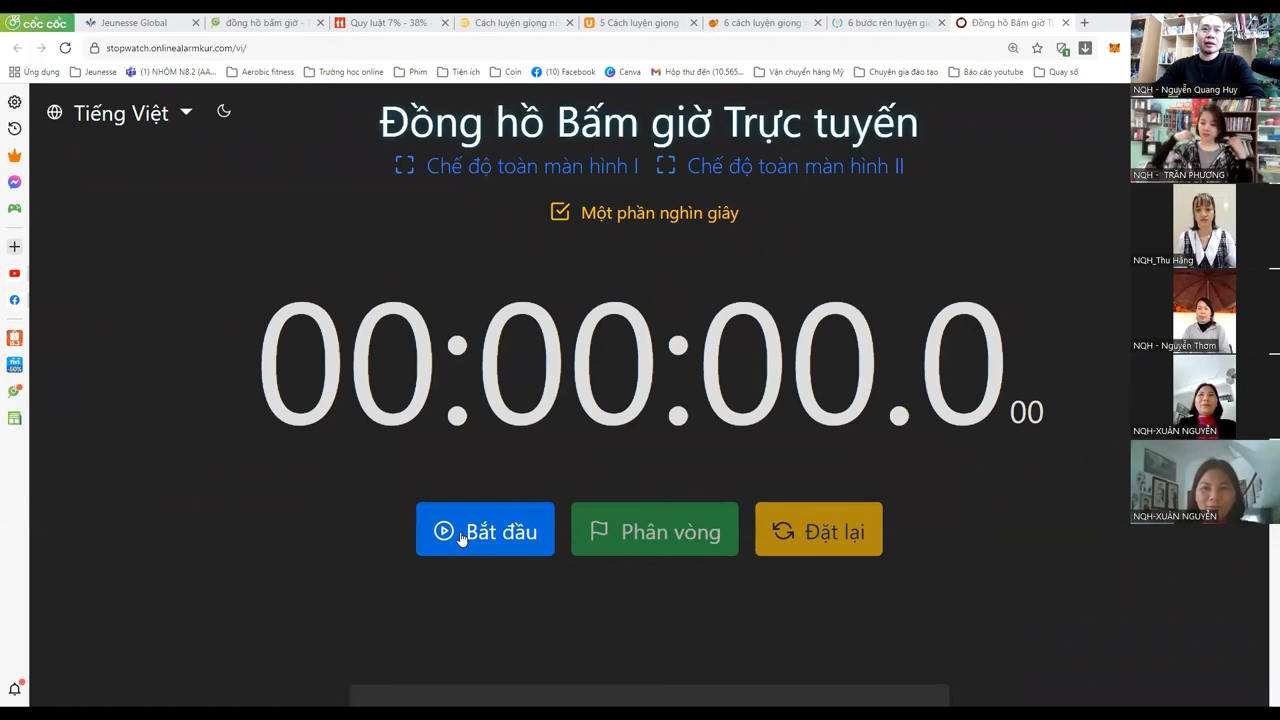 cốc cốc
Jeunesse Global
đồng hồ bấm giờ - T
Quy luật 7% - 38%
Cách luyện giọng n
5 Cách luyện giọng
6 cách luyện giọng
6 bước rèn luyện gi
Đồng hồ Bấm giờ Tr
stopwatch.onlinealarmkur.com/vi/
Ứng dụng
Jeunesse
(1) NHÓM N8.2 (AA...
Aerobic fitness
Trường học online
Phim
Tiện ích
Coin
(10) Facebook
Canva
Hộp thư đến (10.565...
Vận chuyển hàng Mỹ
Chuyên gia đào tạo
Báo cáo youtube
Quay số
Tiếng Việt
Đồng hồ Bấm giờ Trực tuyến
Chế độ toàn màn hình I
Chế độ toàn màn hình II
Một phần nghìn giây
00:00:00.000
Bắt đầu
Phân vòng
Đặt lại
NQH - Nguyễn Quang Huy
NQH - TRẦN PHƯỢNG
NQH_Thu Hằng
NQH - Nguyễn Thơm
NQH-XUÂN NGUYỄN
NQH-XUÂN NGUYỄN